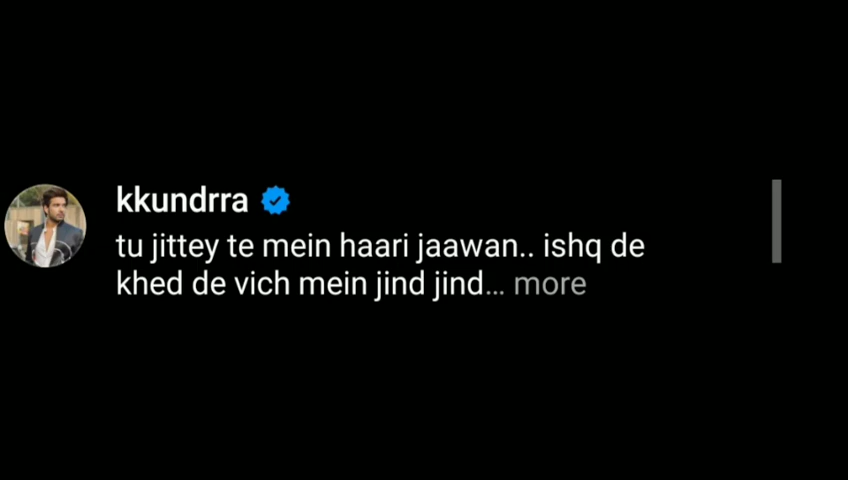 kkundrra
tu jittey te mein haari jaawan.. ishq de
khed de vich mein jind jind... more